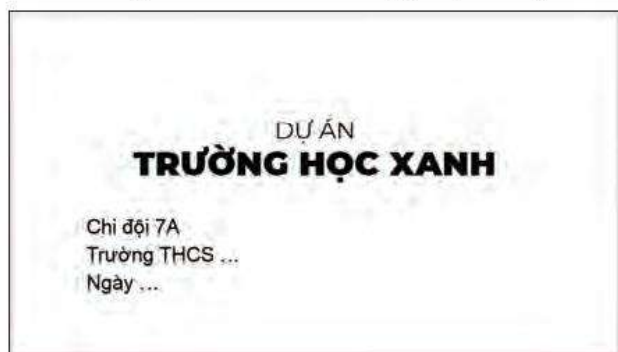 DỰ ÁN
TRƯỜNG HỌC XANH
Chi đội 7A
Trường THCS ...
Ngày ...